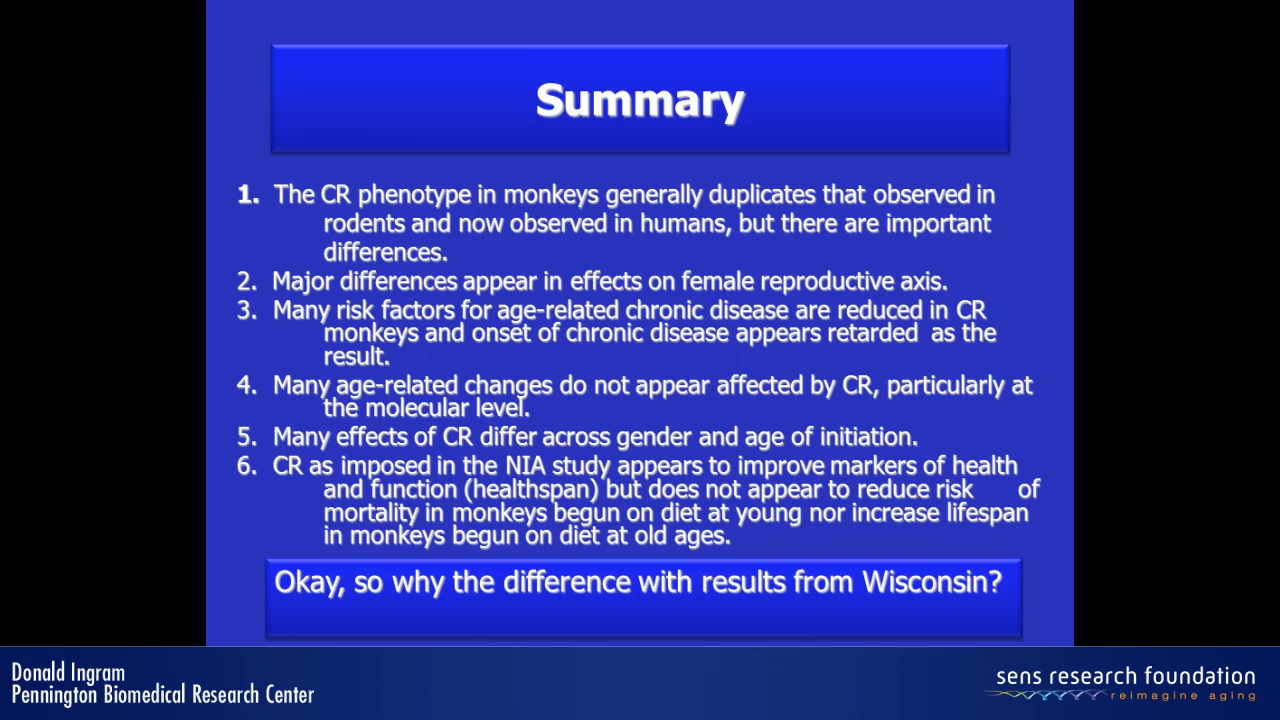 Summary
1. The CR phenotype in monkeys generally duplicates that observed in
rodents and now observed in humans, but there are important
differences.
2. Major differences appear in effects on female reproductive axis.
3. Many risk factors for age-related chronic disease are reduced in CR
monkeys and onset of chronic disease appears retarded as the
result.
4. Many age-related changes do not appear affected by CR, particularly at
the molecular level.
5. Many effects of CR differ across gender and age of initiation.
6. CR as imposed in the NIA study appears to improve markers of health
and function (healthspan) but does not appear to reduce risk of
mortality in monkeys begun on diet at young nor increase lifespan
in monkeys begun on diet at old ages.
Okay, so why the difference with results from Wisconsin?
Donald Ingram
Pennington Biomedical Research Center
sens research foundation
reimagine aging